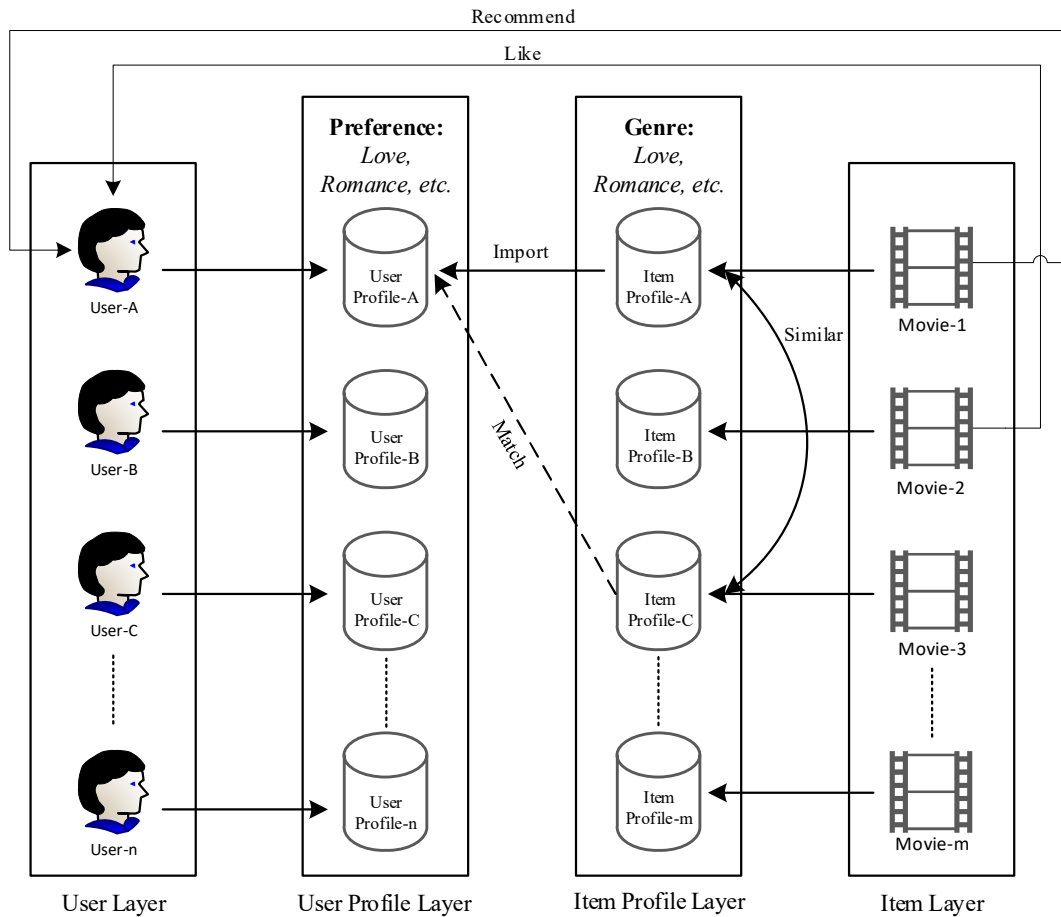 Recommend
Like
Preference:
Love,
Romance, etc.
Genre:
Love,
Romance, etc.
User-A
User
Profile-A
Import
Item
Profile-A
Similar
Movie-1
User-B
User
Profile-B
Match
Item
Profile-B
Movie-2
User-C
User
Profile-C
Item
Profile-C
Movie-3
User-n
User
Profile-n
Item
Profile-m
Movie-m
User Layer
User Profile Layer
Item Profile Layer
Item Layer